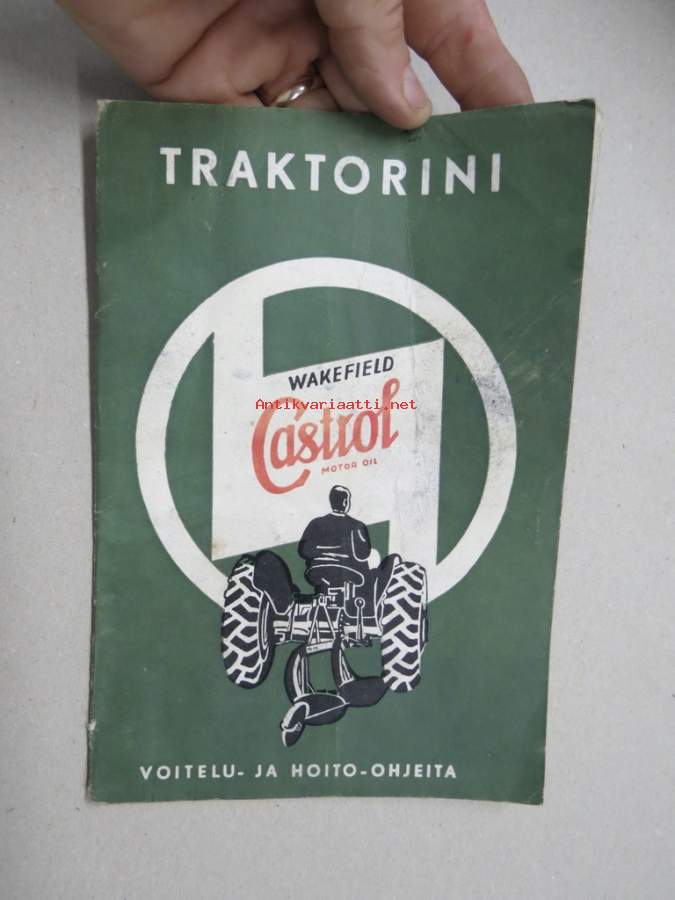 TRAKTORINI
WAKEFIELD
Antikvariaatti.net
Castrol
MOTOR OIL
VOITELU- JA HOITO-OHJEITA